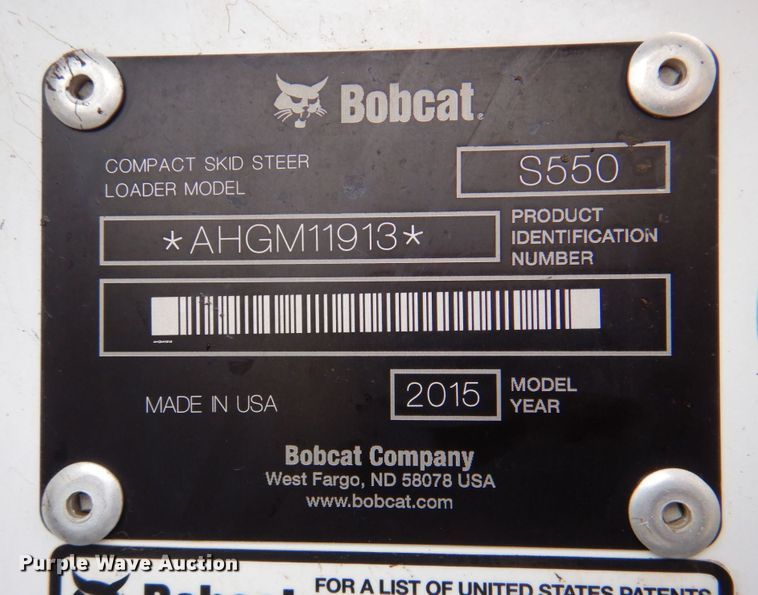 Bobcat.
COMPACT SKID STEER
LOADER MODEL
S550
*AHGM11913*
PRODUCT
IDENTIFICATION
NUMBER
MADE IN USA
2015
MODEL
YEAR
Bobcat Company
West Fargo, ND 58078 USA
www.bobcat.com
Purple Wave Auction
Bobcat
FOR A LIST OF UNITED STATES PATENTS